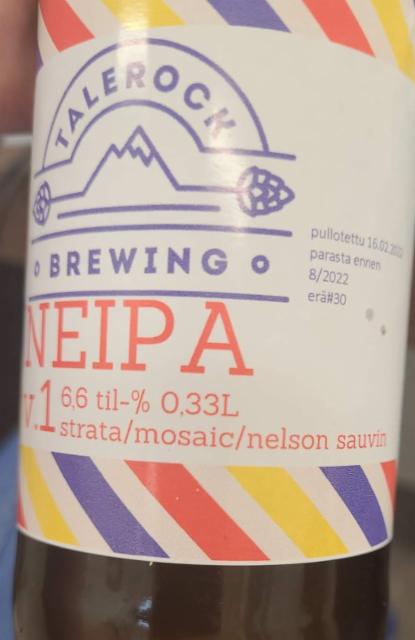 TALEROCK
BREWING
pullotettu 16.02.2022
parasta ennen
8/2022
erä#30
NEIPA
v.1
6,6 til-% 0,33L
strata/mosaic/nelson sauvin